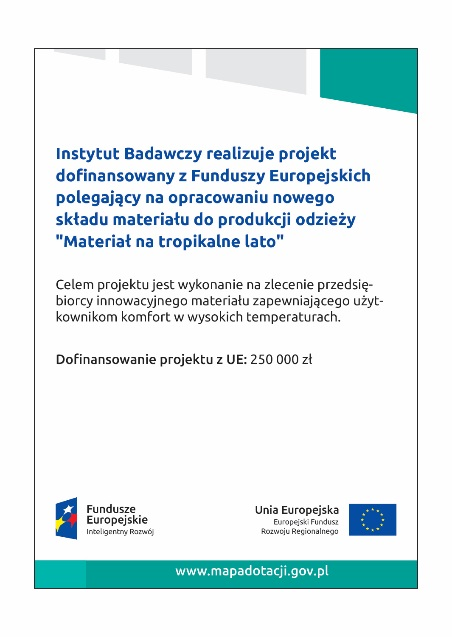 Instytut Badawczy realizuje projekt
dofinansowany z Funduszy Europejskich
polegający na opracowaniu nowego
składu materiału do produkcji odzieży
"Materiał na tropikalne lato"
Celem projektu jest wykonanie na zlecenie przedsię-
biorcy innowacyjnego materiału zapewniającego użyt-
kownikom komfort w wysokich temperaturach.
Dofinansowanie projektu z UE: 250 000 zł
Fundusze
Europejskie
Inteligentny Rozwój
Unia Europejska
Europejski Fundusz
Rozwoju Regionalnego
www.mapadotacji.gov.pl